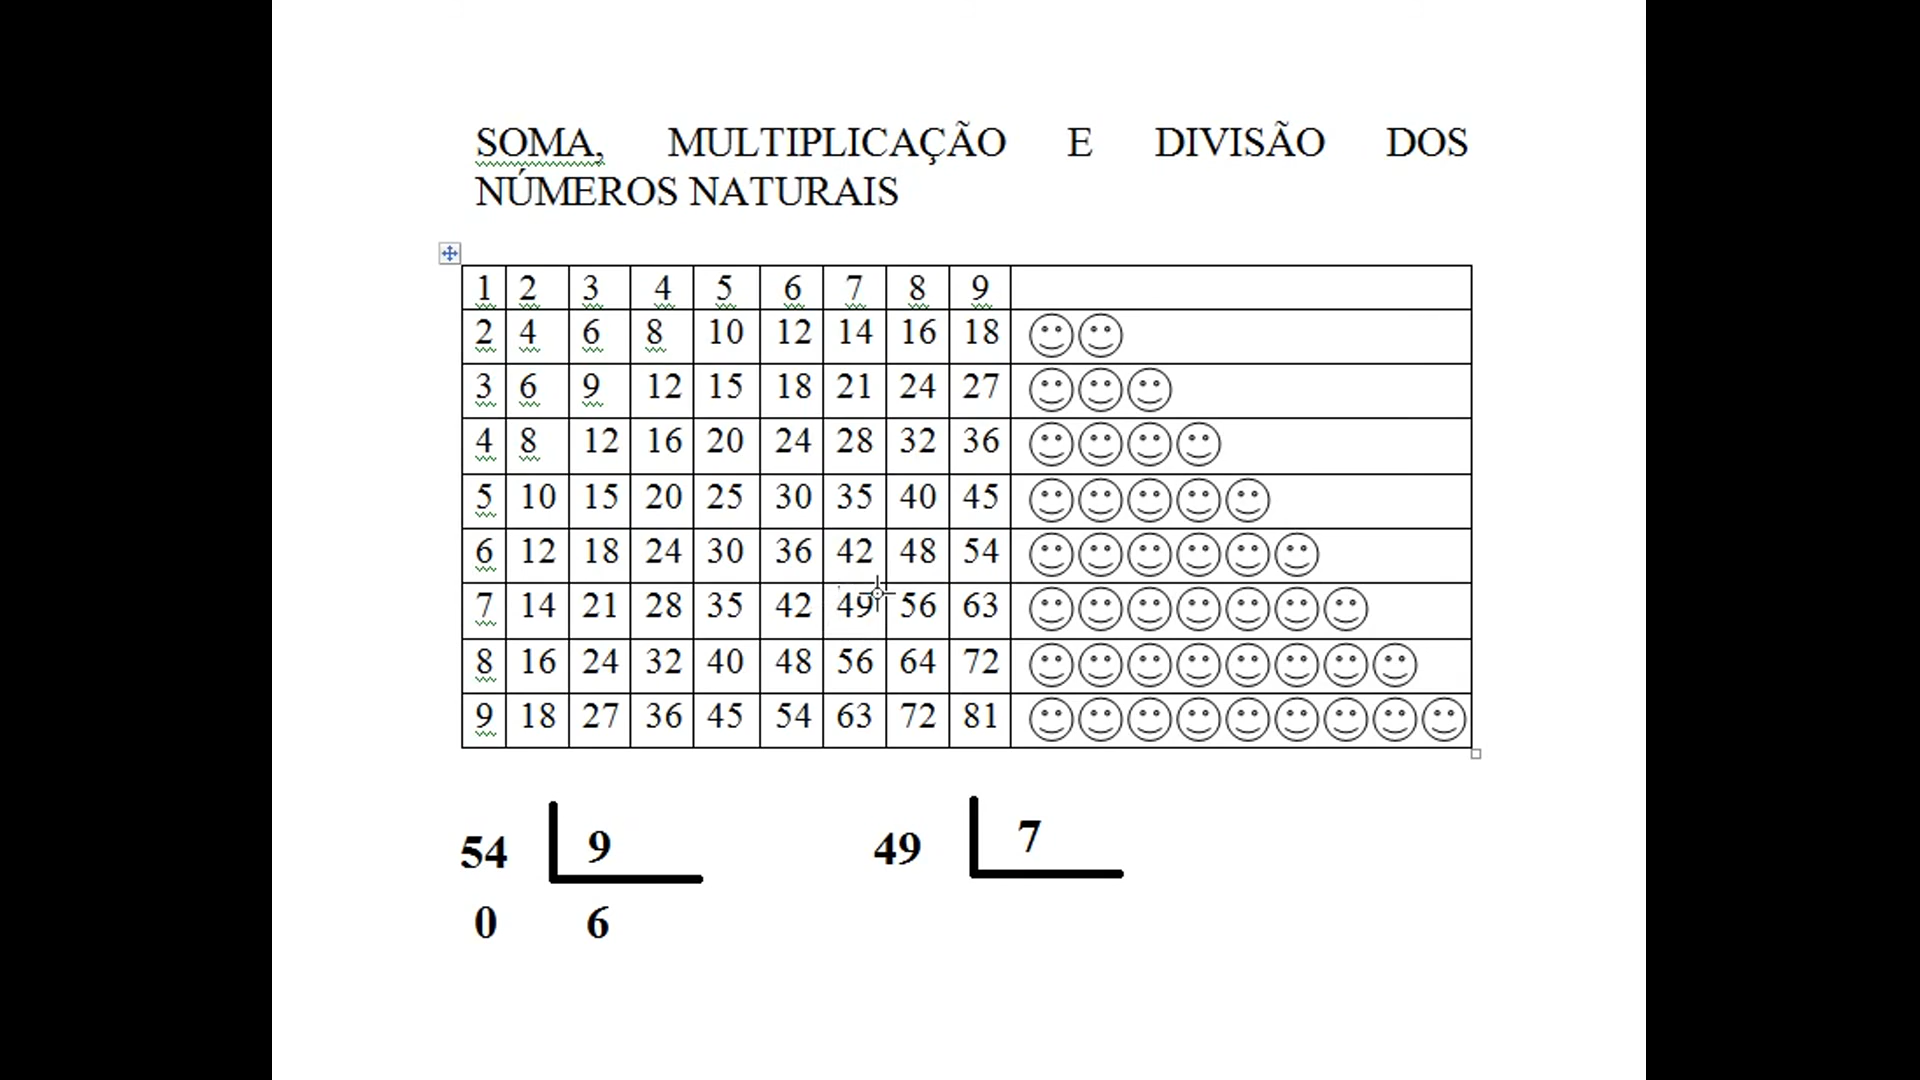 SOMA, MULTIPLICAÇÃO E DIVISÃO DOS
NÚMEROS NATURAIS
1 2 3 4 5 6 7 8 9
2 4 6 8 10 12 14 16 18
3 6 9 12 15 18 21 24 27
4 8 12 16 20 24 28 32 36
5 10 15 20 25 30 35 40 45
6 12 18 24 30 36 42 48 54
7 14 21 28 35 42 49 56 63
8 16 24 32 40 48 56 64 72
9 18 27 36 45 54 63 72 81
54 9 49 7
0 6